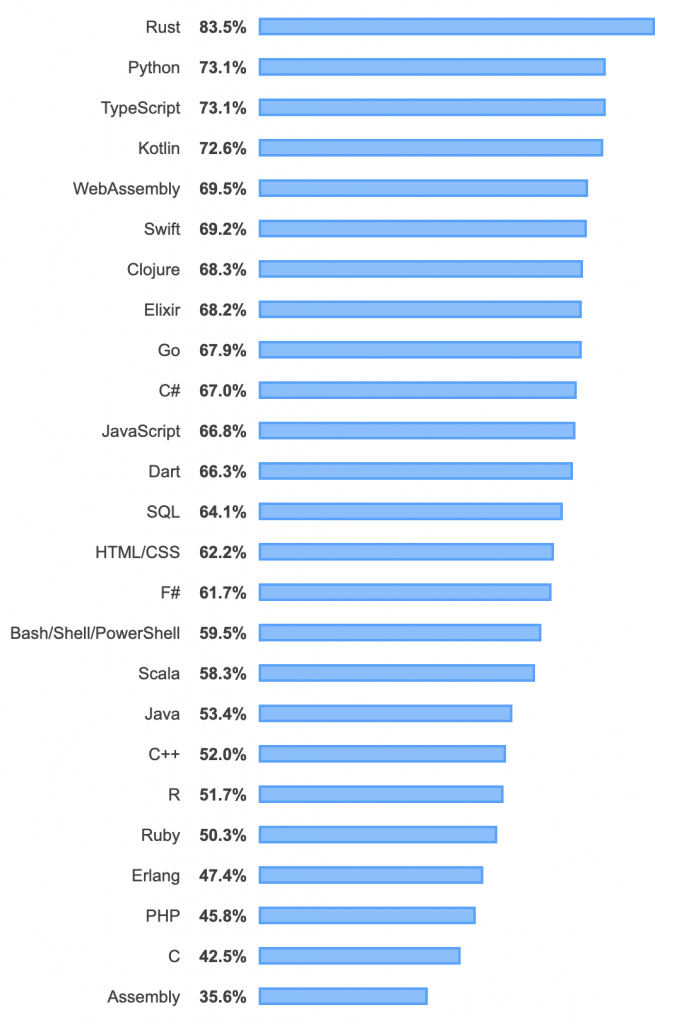 Rust 83.5%
Python 73.1%
TypeScript 73.1%
Kotlin 72.6%
WebAssembly 69.5%
Swift 69.2%
Clojure 68.3%
Elixir 68.2%
Go 67.9%
C# 67.0%
JavaScript 66.8%
Dart 66.3%
SQL 64.1%
HTML/CSS 62.2%
F# 61.7%
Bash/Shell/PowerShell 59.5%
Scala 58.3%
Java 53.4%
C++ 52.0%
R 51.7%
Ruby 50.3%
Erlang 47.4%
PHP 45.8%
C 42.5%
Assembly 35.6%